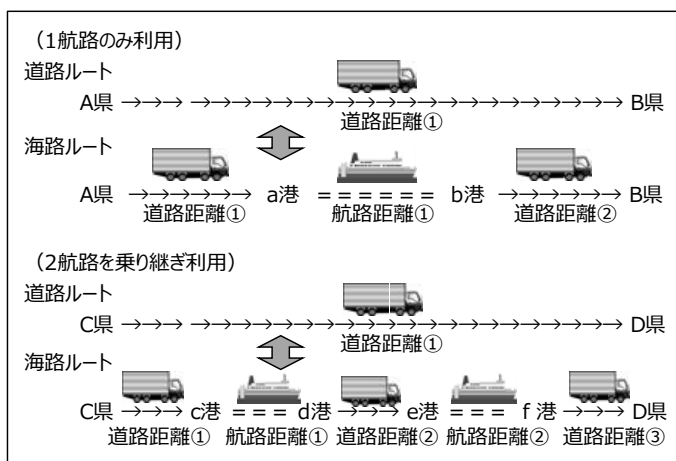 （1航路のみ利用）
道路ルート
A県 →→→ →→→→→→→→→→→→→→→→→ B県
道路距離①
海路ルート
A県 →→→→→→ a港 ＝＝＝＝＝＝ b港 →→→→→→ B県
道路距離① 航路距離① 道路距離②
（2航路を乗り継ぎ利用）
道路ルート
C県 →→→ →→→→→→→→→→→→→→→→→ D県
道路距離①
海路ルート
C県 →→→ c港 ＝＝＝ d港 →→→ e港 ＝＝＝ f 港 →→→ D県
道路距離① 航路距離① 道路距離② 航路距離② 道路距離③